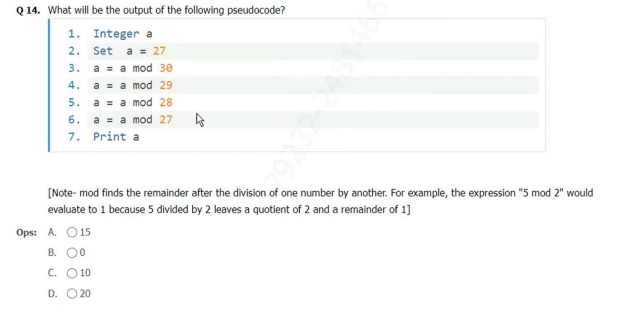 Q 14. What will be the output of the following pseudocode?
1. Integer a
2. Set a = 27
3. a = a mod 30
4. a = a mod 29
5. a = a mod 28
6. a = a mod 27
7. Print a
[Note- mod finds the remainder after the division of one number by another. For example, the expression "5 mod 2" would
evaluate to 1 because 5 divided by 2 leaves a quotient of 2 and a remainder of 1]
Ops: A. 15
B. 0
C. 10
D. 20